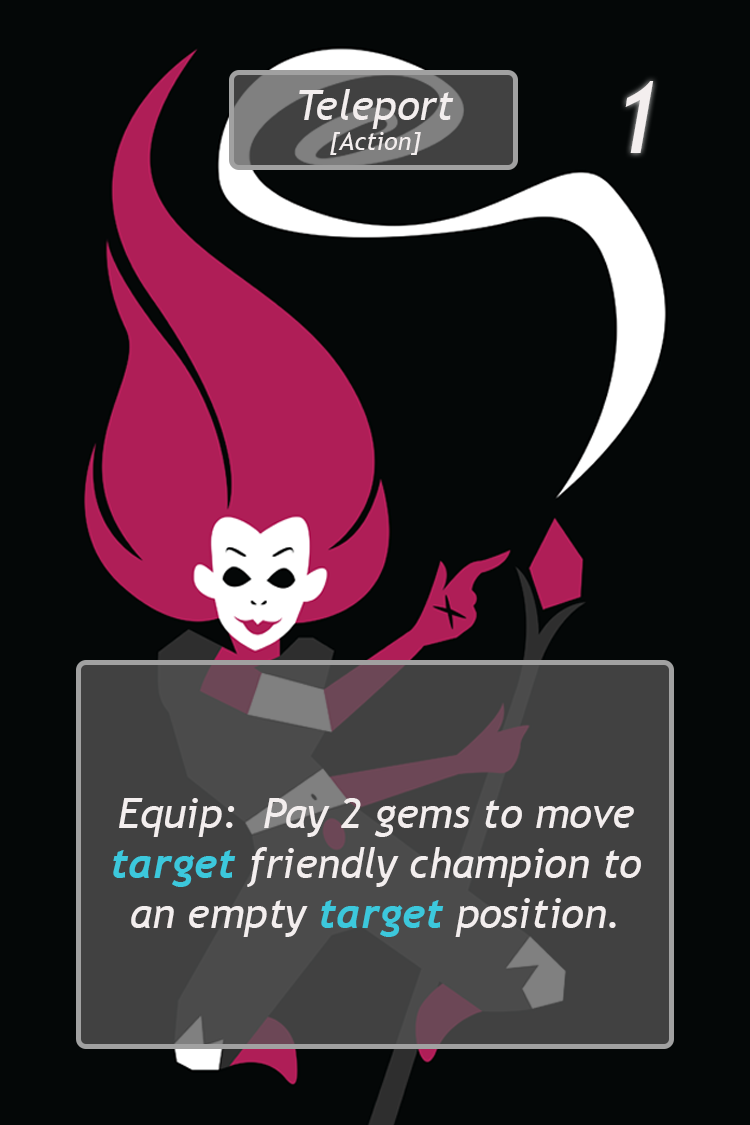 Teleport
[Action]
1
Equip:  Pay 2 gems to move
target friendly champion to
an empty target position.